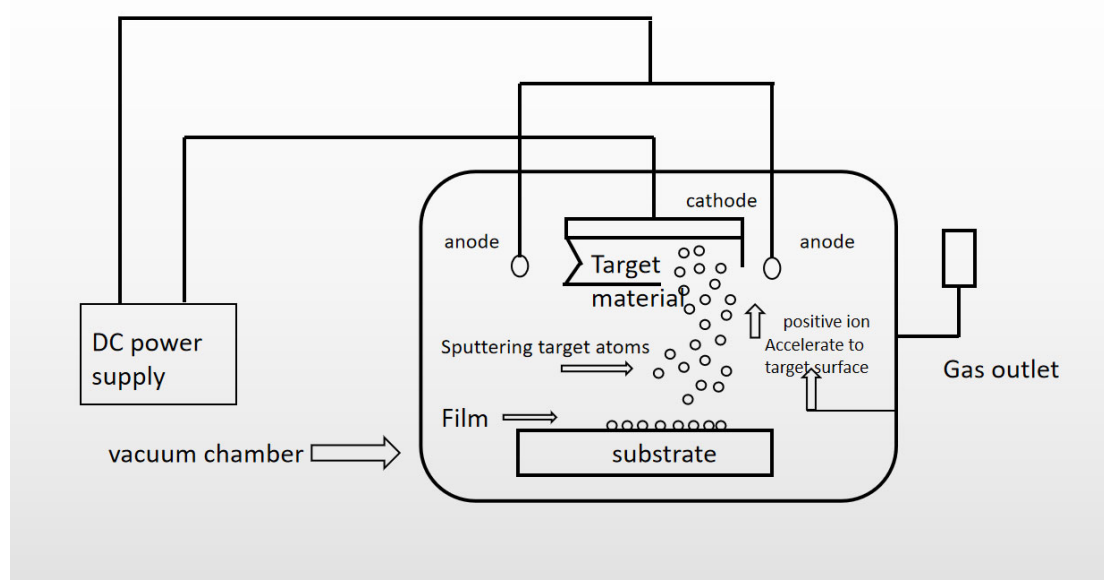 cathode
anode
anode
Target
material
DC power
supply
positive ion
Accelerate to
target surface
Sputtering target atoms
Gas outlet
Film
vacuum chamber
substrate